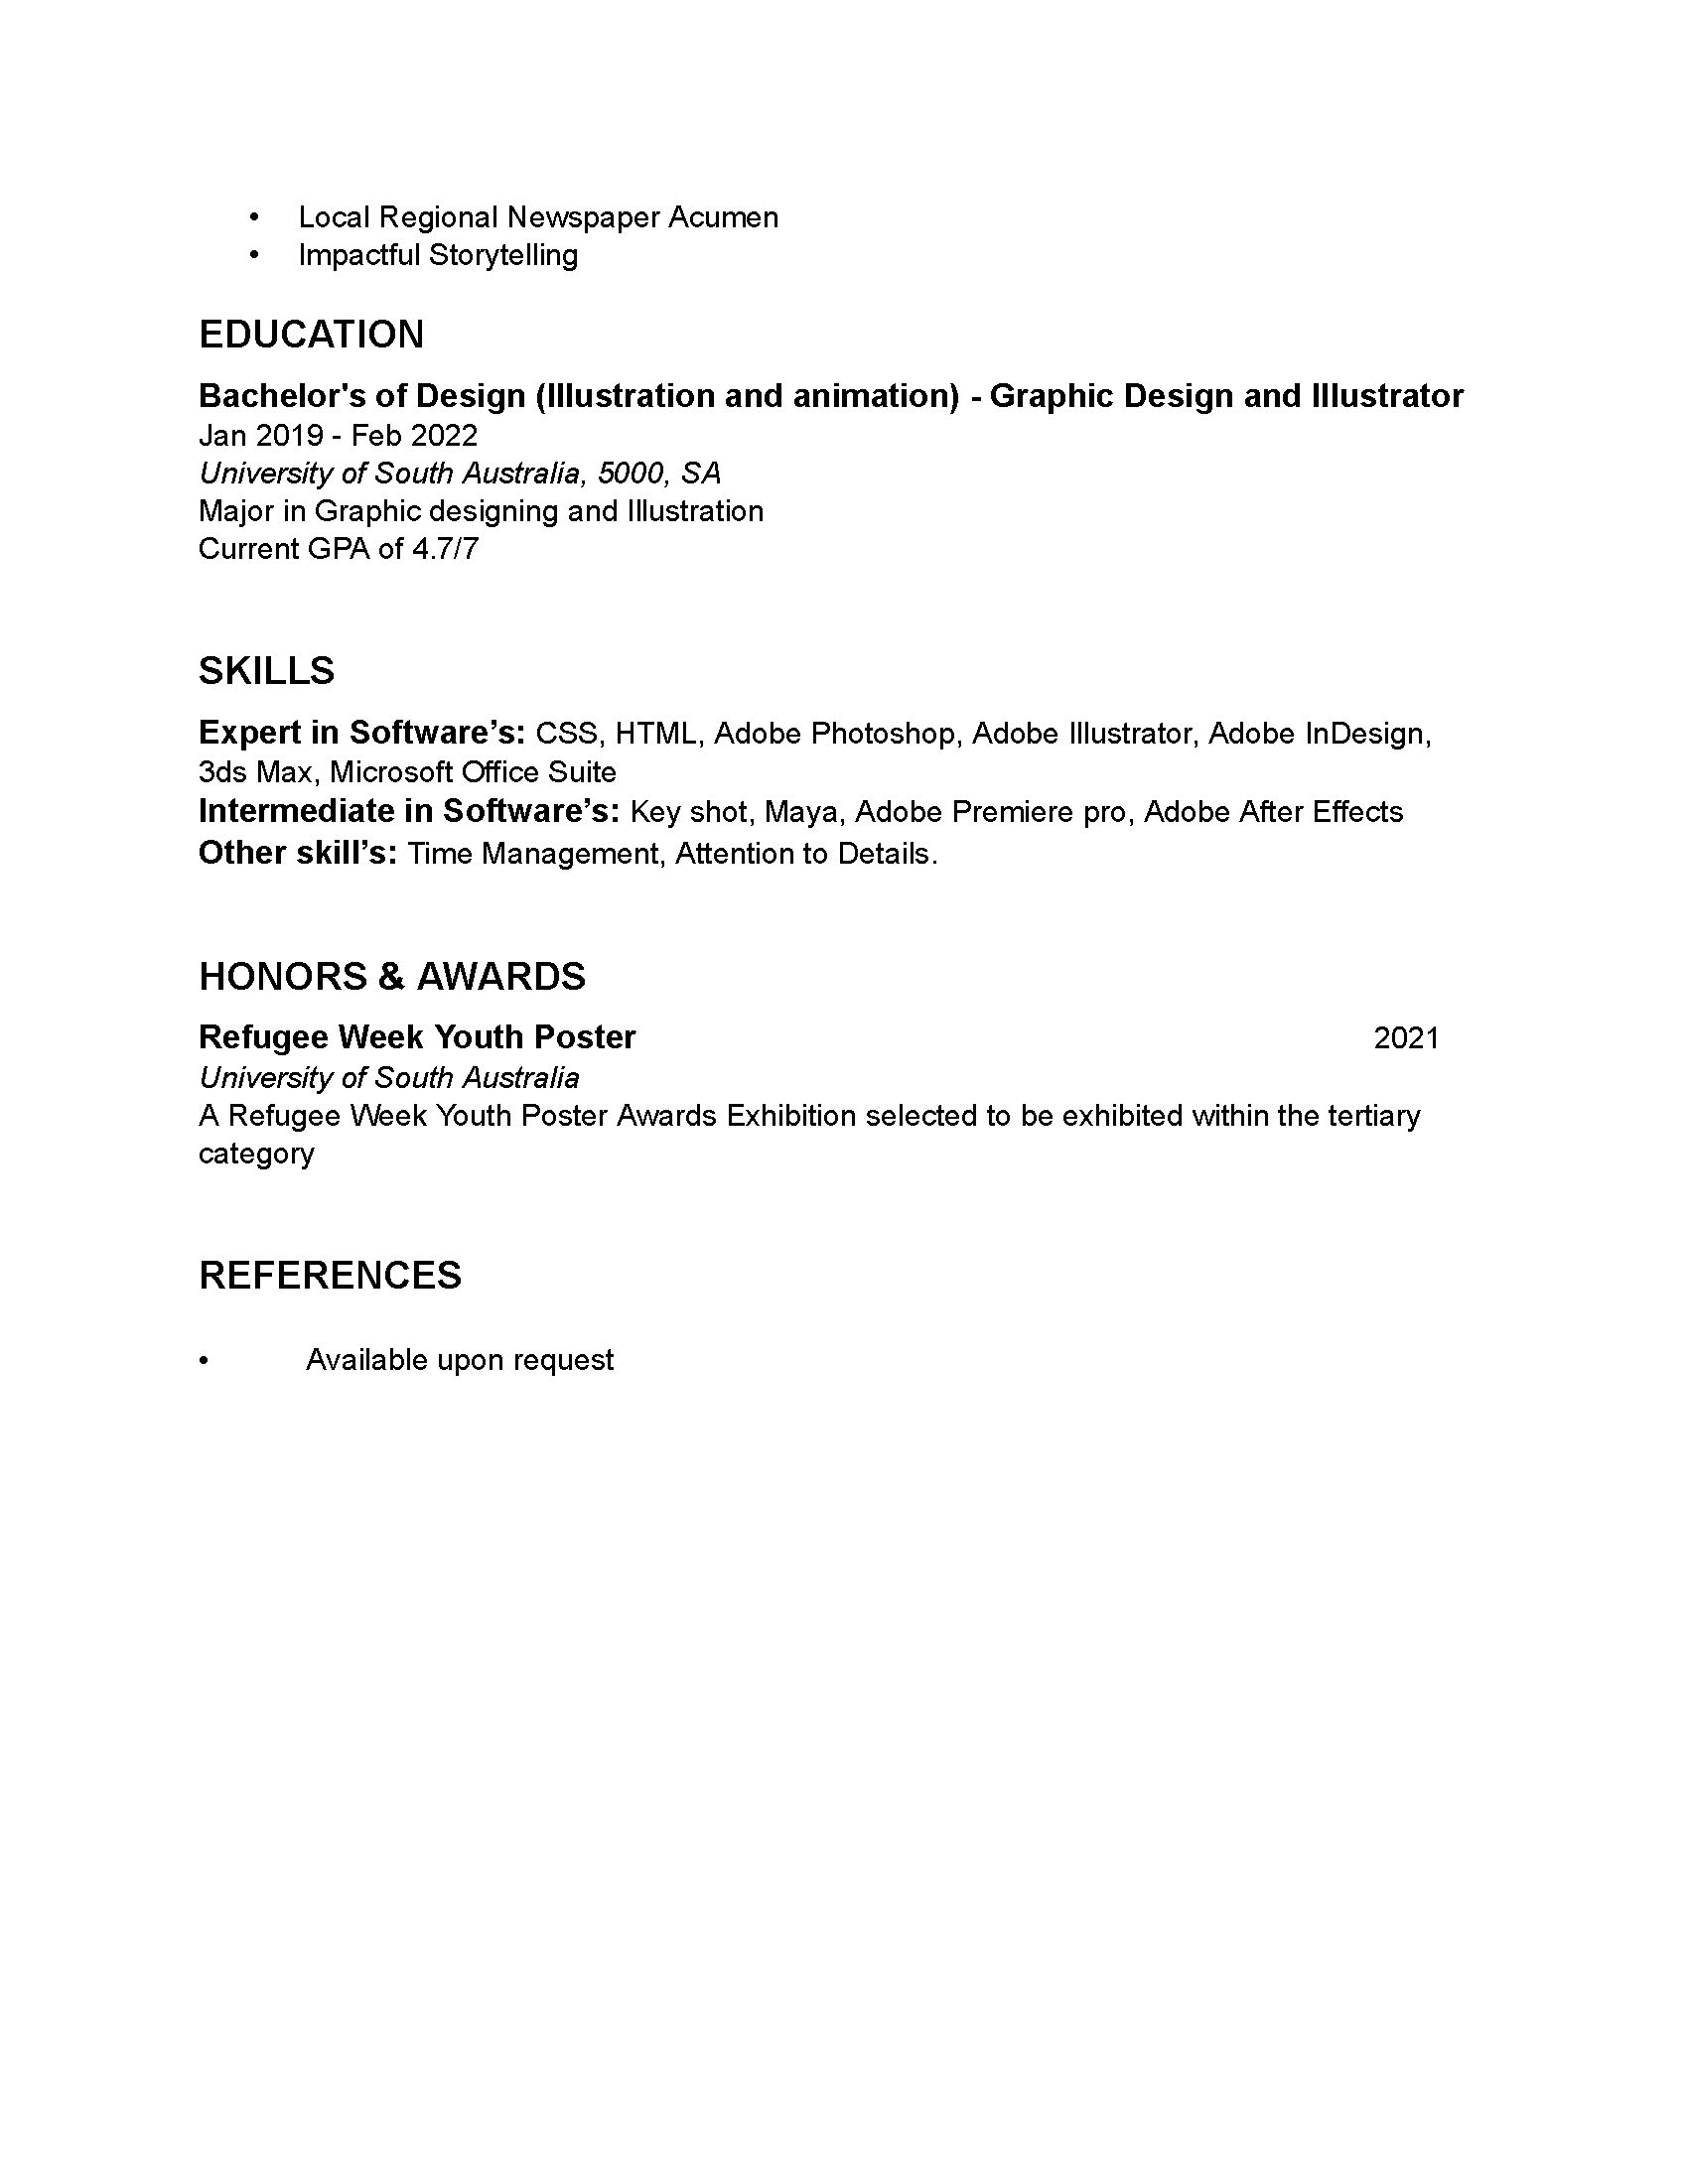 • Local Regional Newspaper Acumen
• Impactful Storytelling
EDUCATION
Bachelor's of Design (Illustration and animation) - Graphic Design and Illustrator
Jan 2019 - Feb 2022
University of South Australia, 5000, SA
Major in Graphic designing and Illustration
Current GPA of 4.7/7
SKILLS
Expert in Software’s: CSS, HTML, Adobe Photoshop, Adobe Illustrator, Adobe InDesign,
3ds Max, Microsoft Office Suite
Intermediate in Software’s: Key shot, Maya, Adobe Premiere pro, Adobe After Effects
Other skill’s: Time Management, Attention to Details.
HONORS & AWARDS
Refugee Week Youth Poster 2021
University of South Australia
A Refugee Week Youth Poster Awards Exhibition selected to be exhibited within the tertiary
category
REFERENCES
• Available upon request